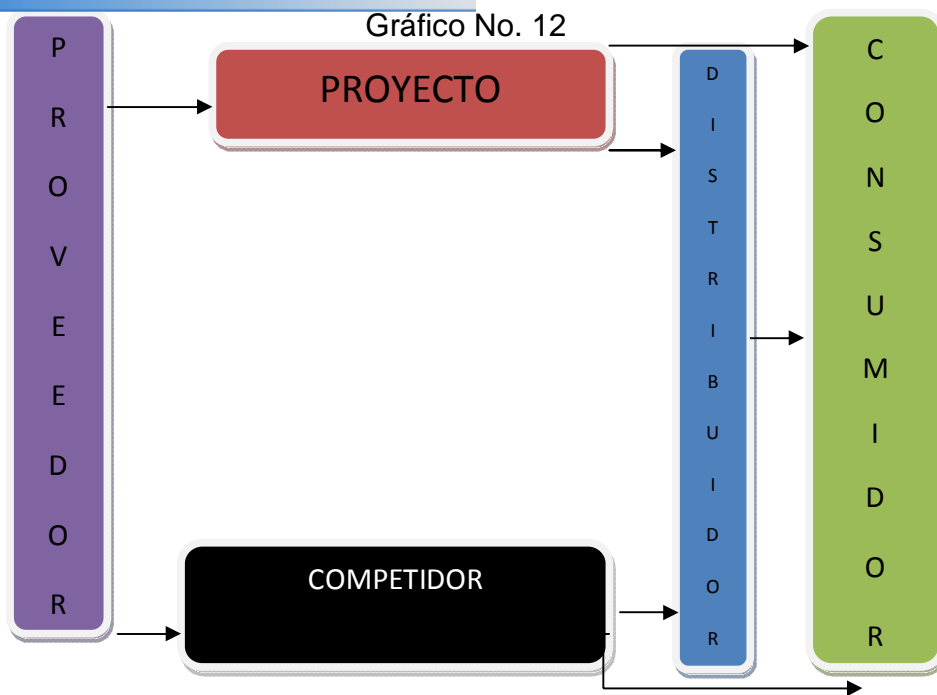 Gráfico No. 12
PROVEEDOR
PROYECTO
COMPETIDOR
DISTRIBUIDOR
CONSUMIDOR